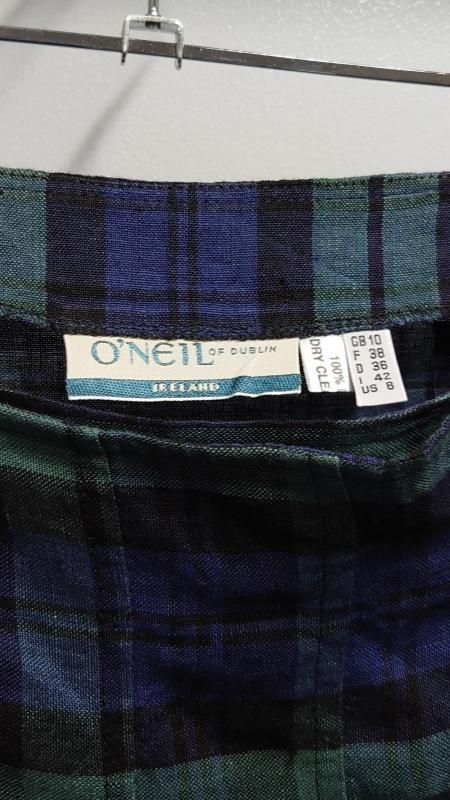 O'NEIL OF DUBLIN
IRELAND
100%
DRY CLE
GB 10
F 38
D 36
I 42
US 8